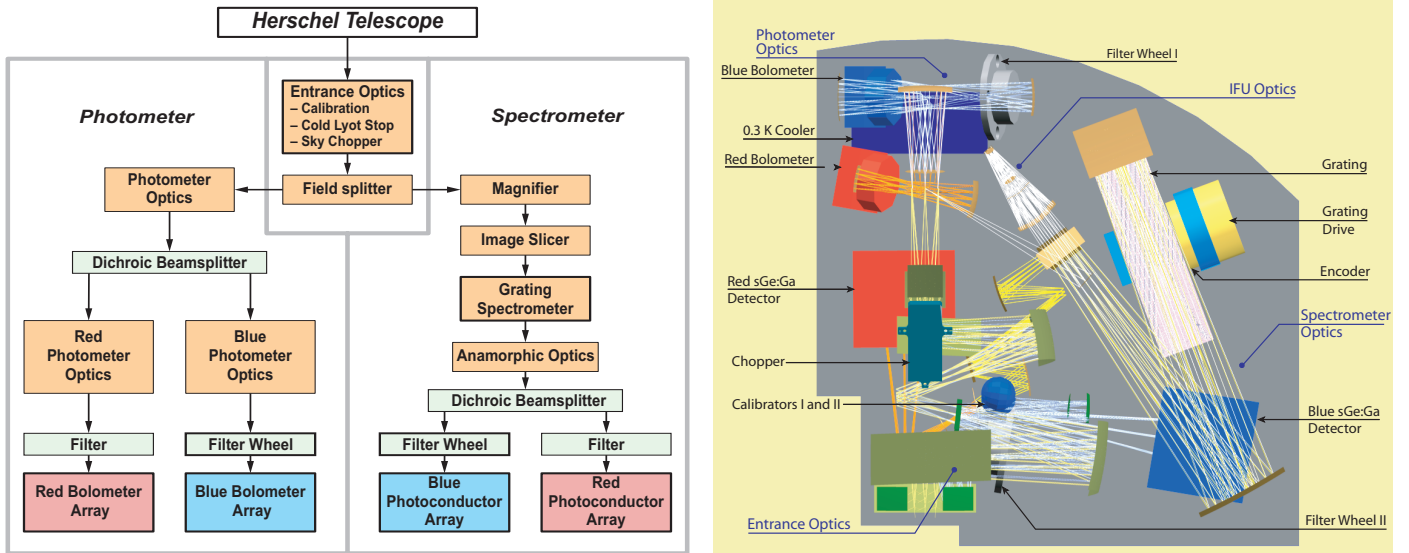 Herschel Telescope
Entrance Optics
– Calibration
– Cold Lyot Stop
– Sky Chopper
Photometer
Spectrometer
Photometer
Optics
Field splitter
Magnifier
Image Slicer
Dichroic Beamsplitter
Grating
Spectrometer
Red
Photometer
Optics
Blue
Photometer
Optics
Anamorphic Optics
Dichroic Beamsplitter
Filter
Filter Wheel
Filter Wheel
Filter
Red Bolometer
Array
Blue Bolometer
Array
Blue
Photoconductor
Array
Red
Photoconductor
Array
Photometer
Optics
Blue Bolometer
0.3 K Cooler
Red Bolometer
Red sGe:Ga
Detector
Chopper
Calibrators I and II
Entrance Optics
Filter Wheel I
IFU Optics
Grating
Grating
Drive
Encoder
Spectrometer
Optics
Blue sGe:Ga
Detector
Filter Wheel II